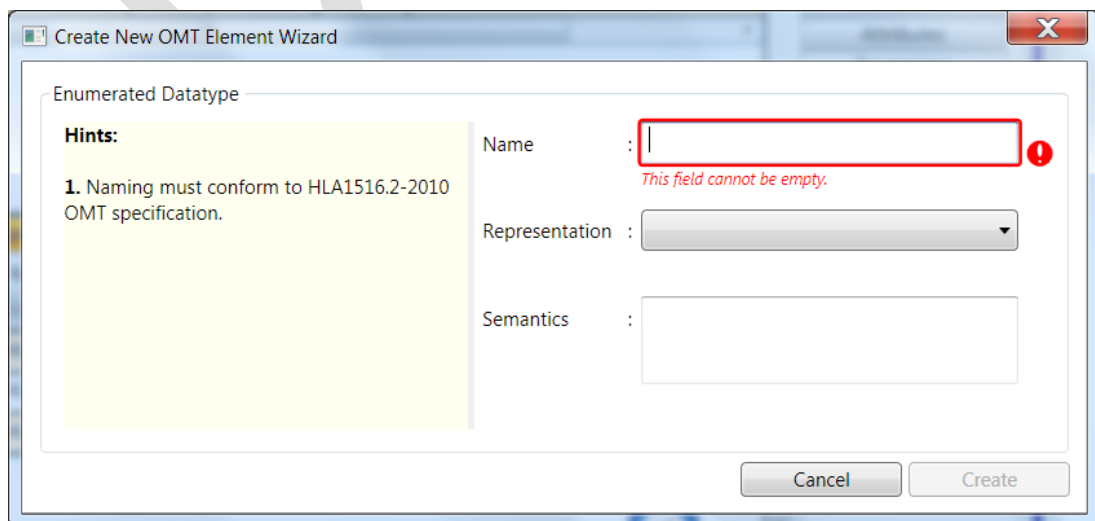 Create New OMT Element Wizard
Enumerated Datatype
Hints:
1. Naming must conform to HLA1516.2-2010
OMT specification.
Name :
This field cannot be empty.
Representation :
Semantics :
Cancel
Create